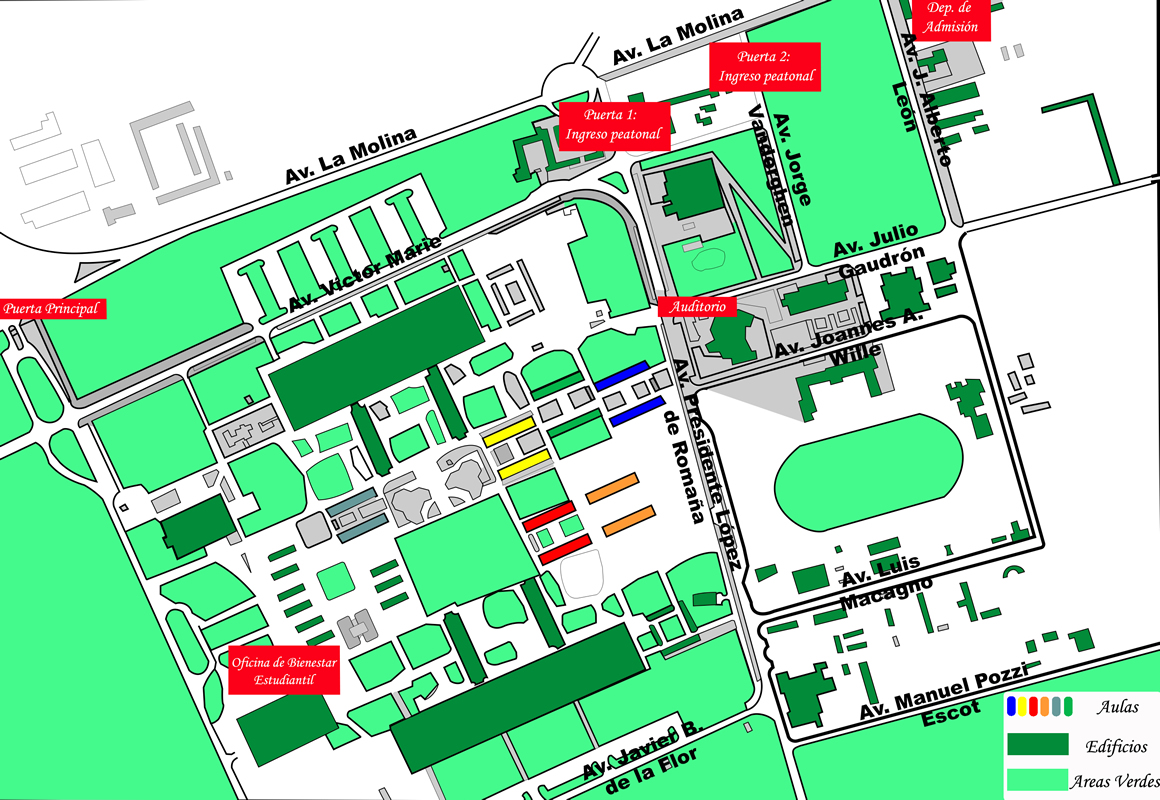 Dep. de
Admisión
Av. La Molina
Puerta 2:
Ingreso peatonal
Av. J. Alberto
León
Puerta 1:
Ingreso peatonal
Av. La Molina
Av. Jorge
Vanderghen
Av. Julio
Gaudrón
Av. Victor Marie
Puerta Principal
Auditorio
Av. Joannes A.
Wille
Av. Presidente López
de Romaña
Av. Luis
Macagno
Oficina de Bienestar
Estudiantil
Av. Manuel Pozzi
Escot
Av. Javier B.
de la Flor
Aulas
Edificios
Areas Verdes